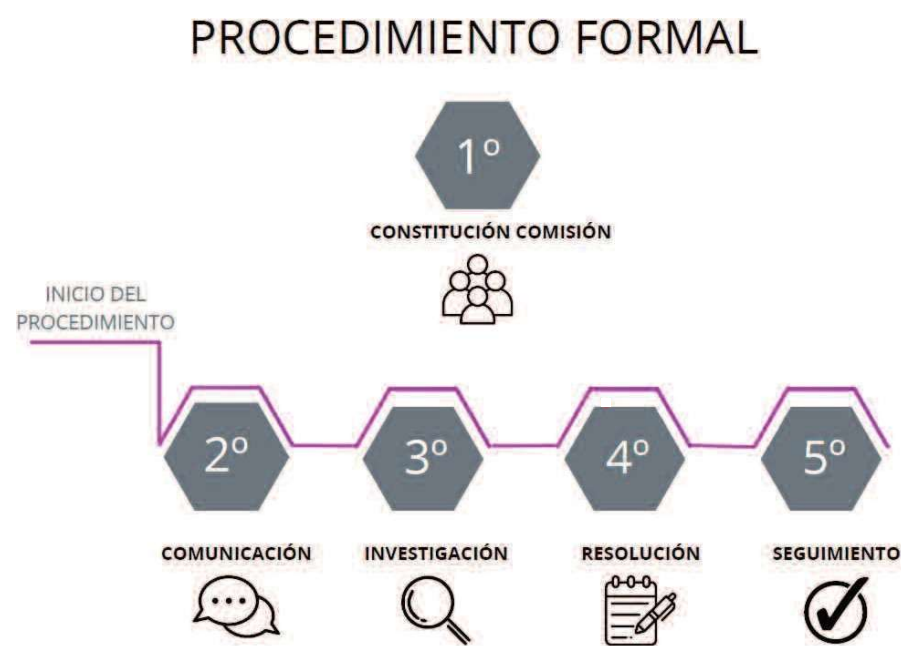 PROCEDIMIENTO FORMAL
1º
CONSTITUCIÓN COMISIÓN
INICIO DEL
PROCEDIMIENTO
2º
3º
4º
5º
COMUNICACIÓN
INVESTIGACIÓN
RESOLUCIÓN
SEGUIMIENTO